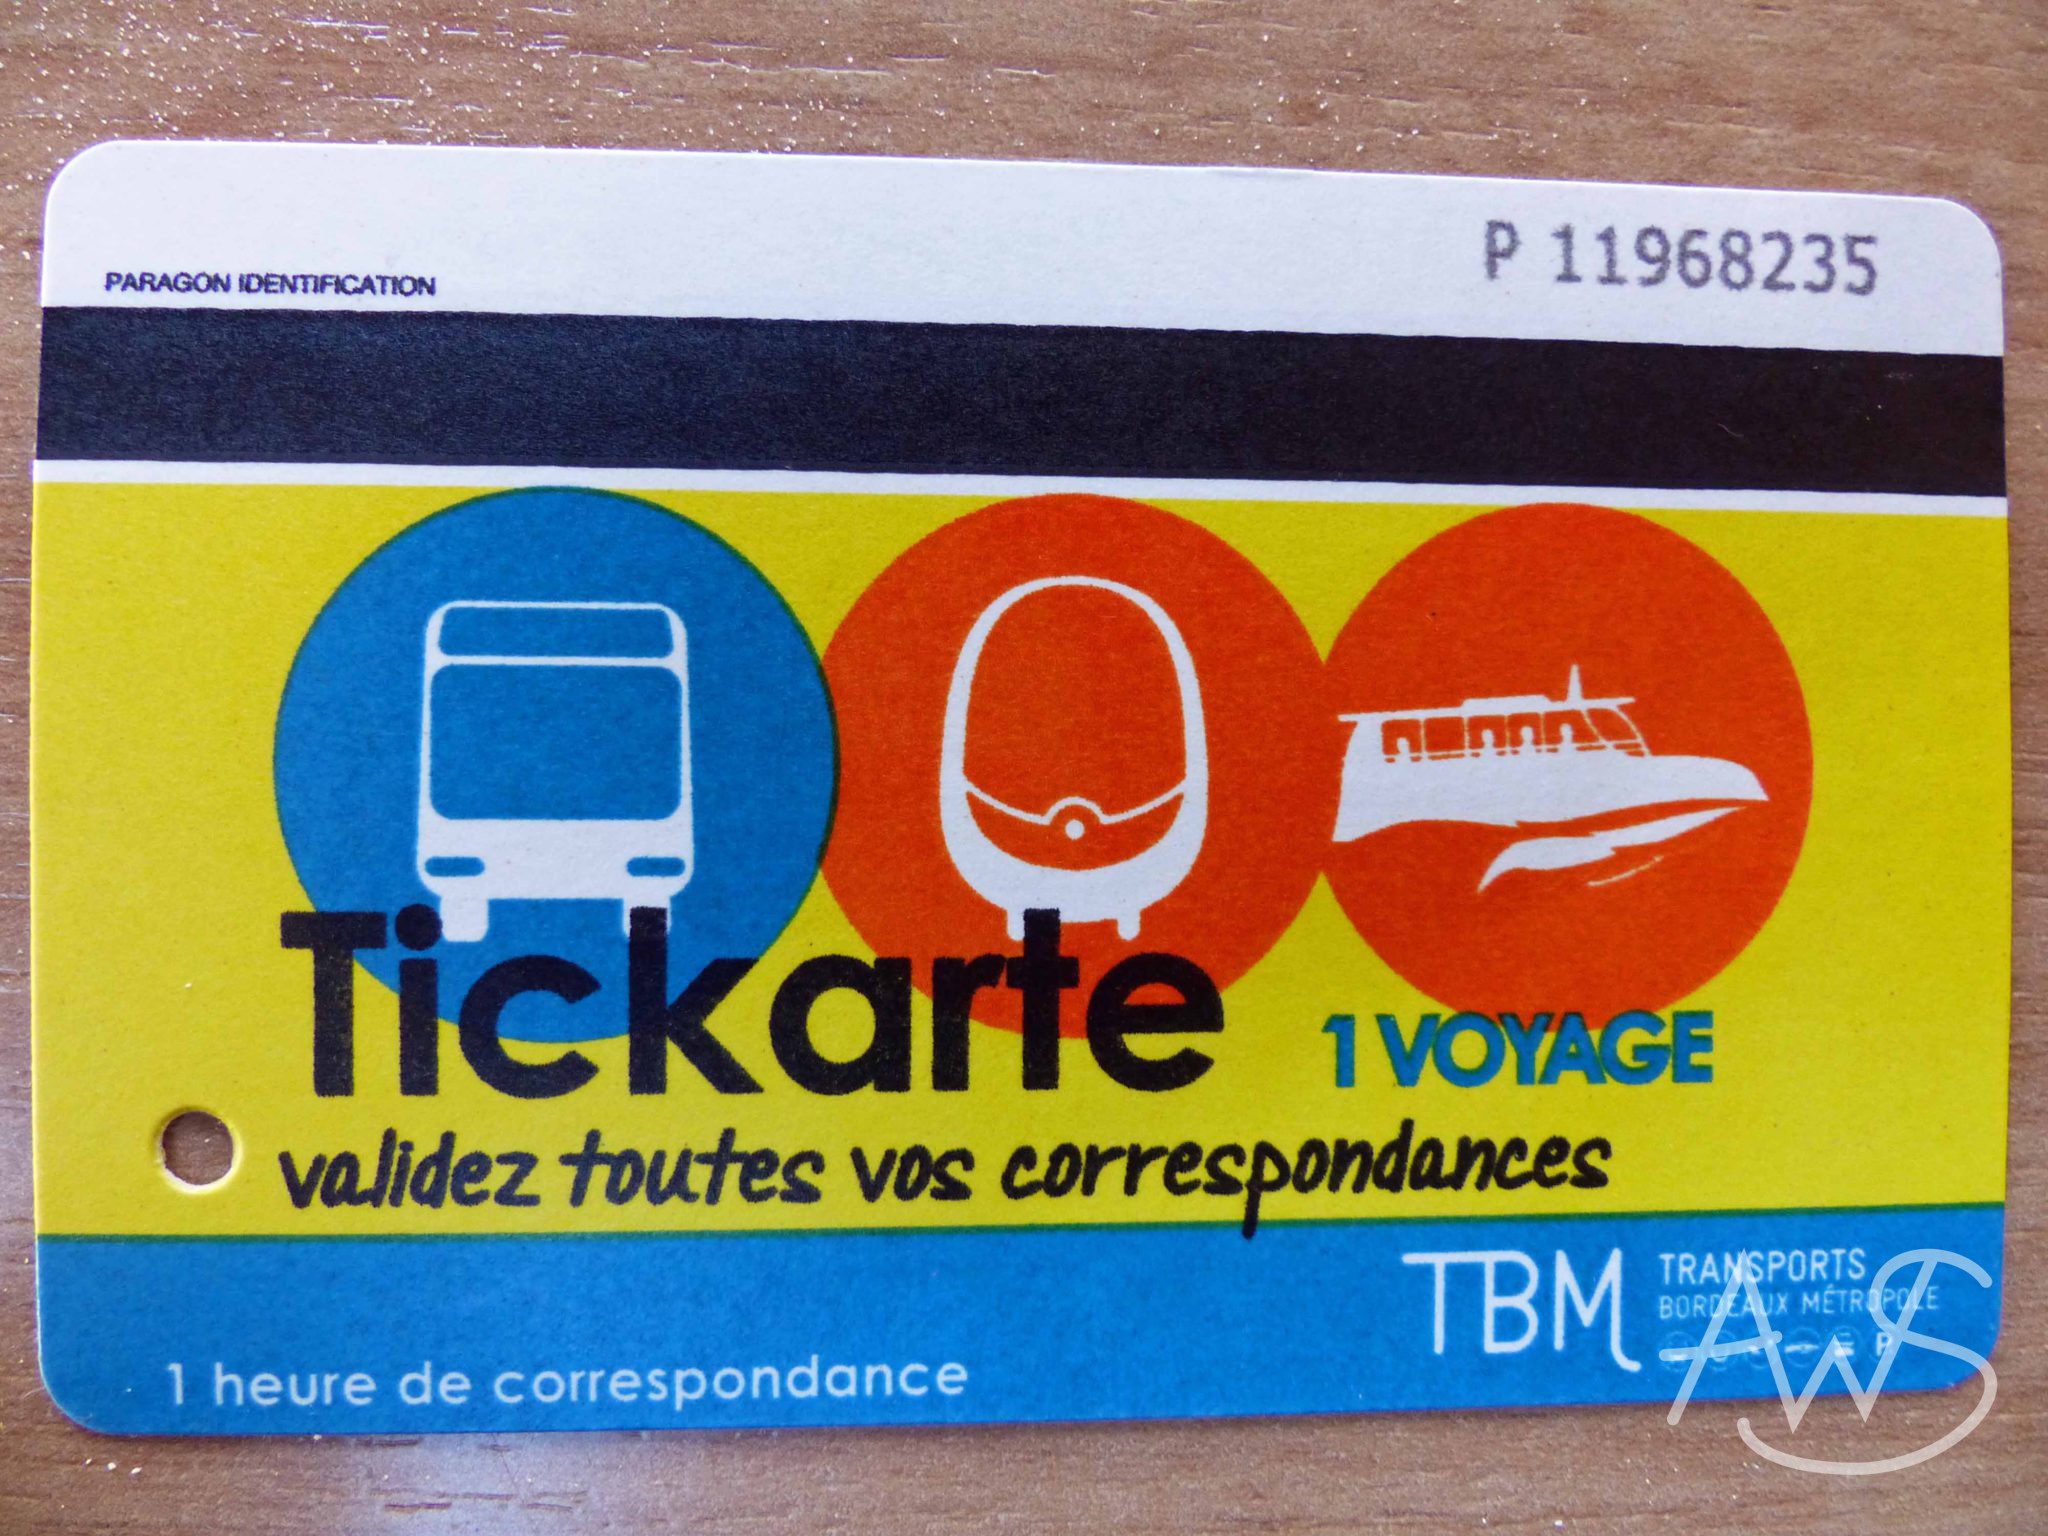 P 11968235
PARAGON IDENTIFICATION
Tickarte
1 VOYAGE
validez toutes vos correspondances
TBM
TRANSPORTS
BORDEAUX MÉTROPOLE
P
1 heure de correspondance
AWS